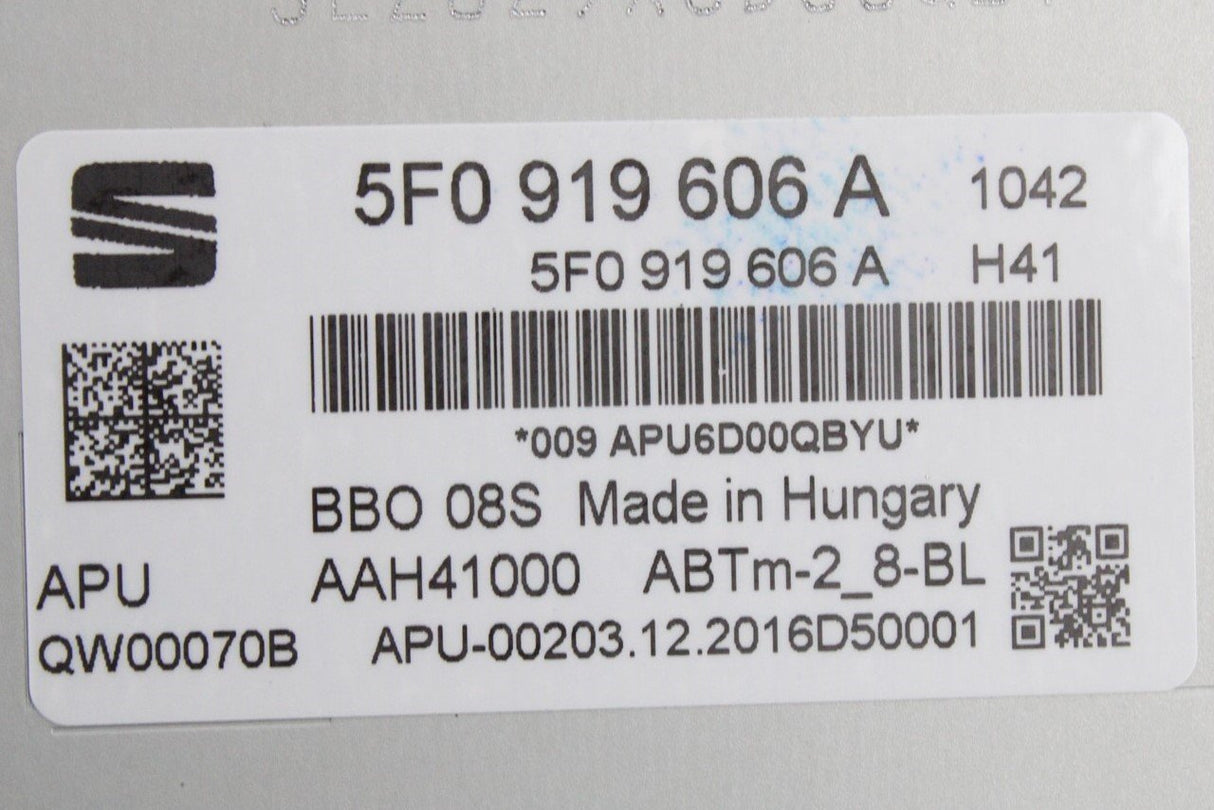 5F0 919 606 A 1042
5F0 919 606 A H41
*009 APU6D00QBYU*
BBO 08S Made in Hungary
APU AAH41000 ABTm-2_8-BL
QW00070B APU-00203.12.2016D50001